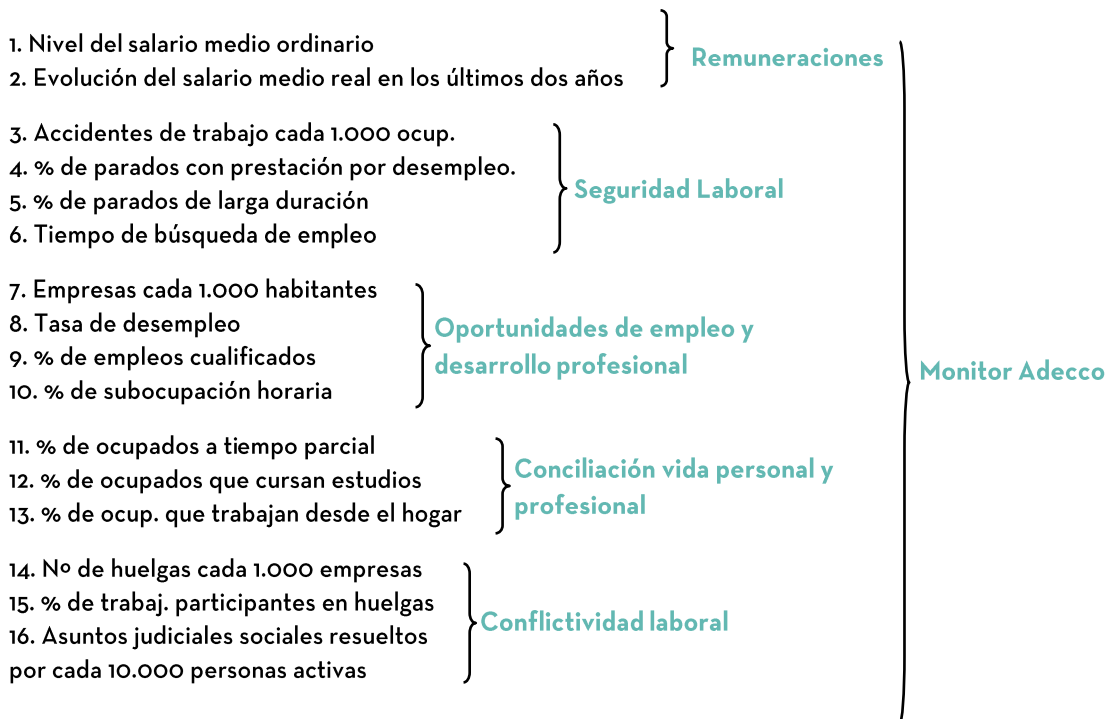 1. Nivel del salario medio ordinario
2. Evolución del salario medio real en los últimos dos años
Remuneraciones
3. Accidentes de trabajo cada 1.000 ocup.
4. % de parados con prestación por desempleo.
5. % de parados de larga duración
6. Tiempo de búsqueda de empleo
Seguridad Laboral
7. Empresas cada 1.000 habitantes
8. Tasa de desempleo
9. % de empleos cualificados
10. % de subocupación horaria
Oportunidades de empleo y
desarrollo profesional
11. % de ocupados a tiempo parcial
12. % de ocupados que cursan estudios
13. % de ocup. que trabajan desde el hogar
Conciliación vida personal y
profesional
14. Nº de huelgas cada 1.000 empresas
15. % de trabaj. participantes en huelgas
16. Asuntos judiciales sociales resueltos
por cada 10.000 personas activas
Conflictividad laboral
Monitor Adecco